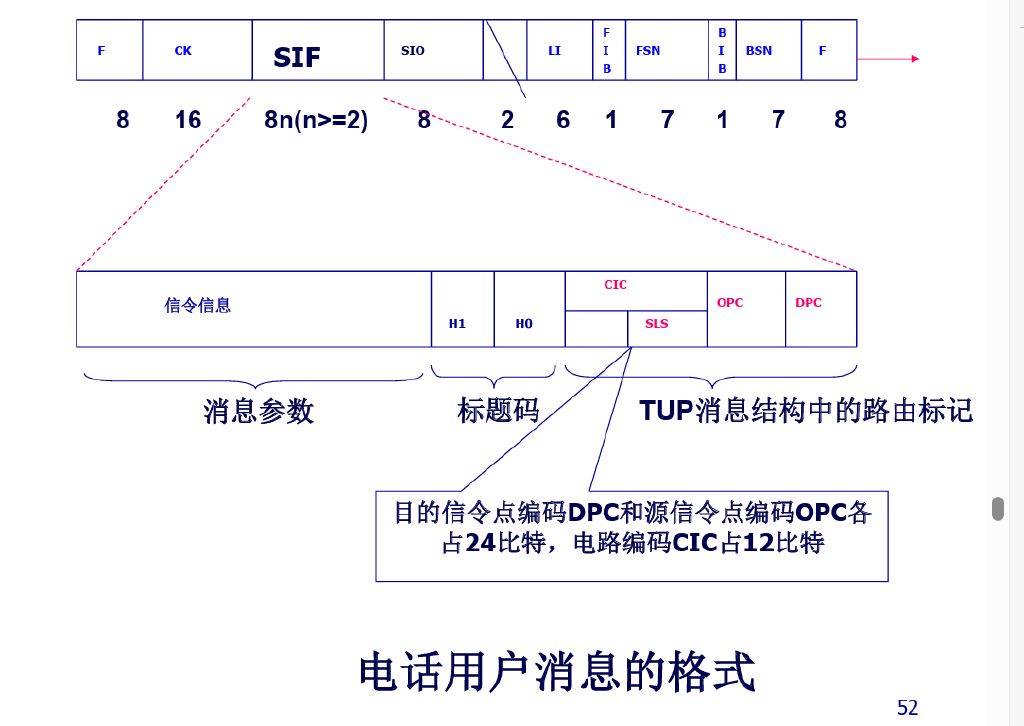 F CK SIF SIO LI FIB FSN BIB BSN F
8 16 8n(n>=2) 8 2 6 1 7 1 7 8
信令信息 H1 H0 CIC SLS OPC DPC
消息参数 标题码 TUP消息结构中的路由标记
目的信令点编码DPC和源信令点编码OPC各
占24比特，电路编码CIC占12比特
电话用户消息的格式
52